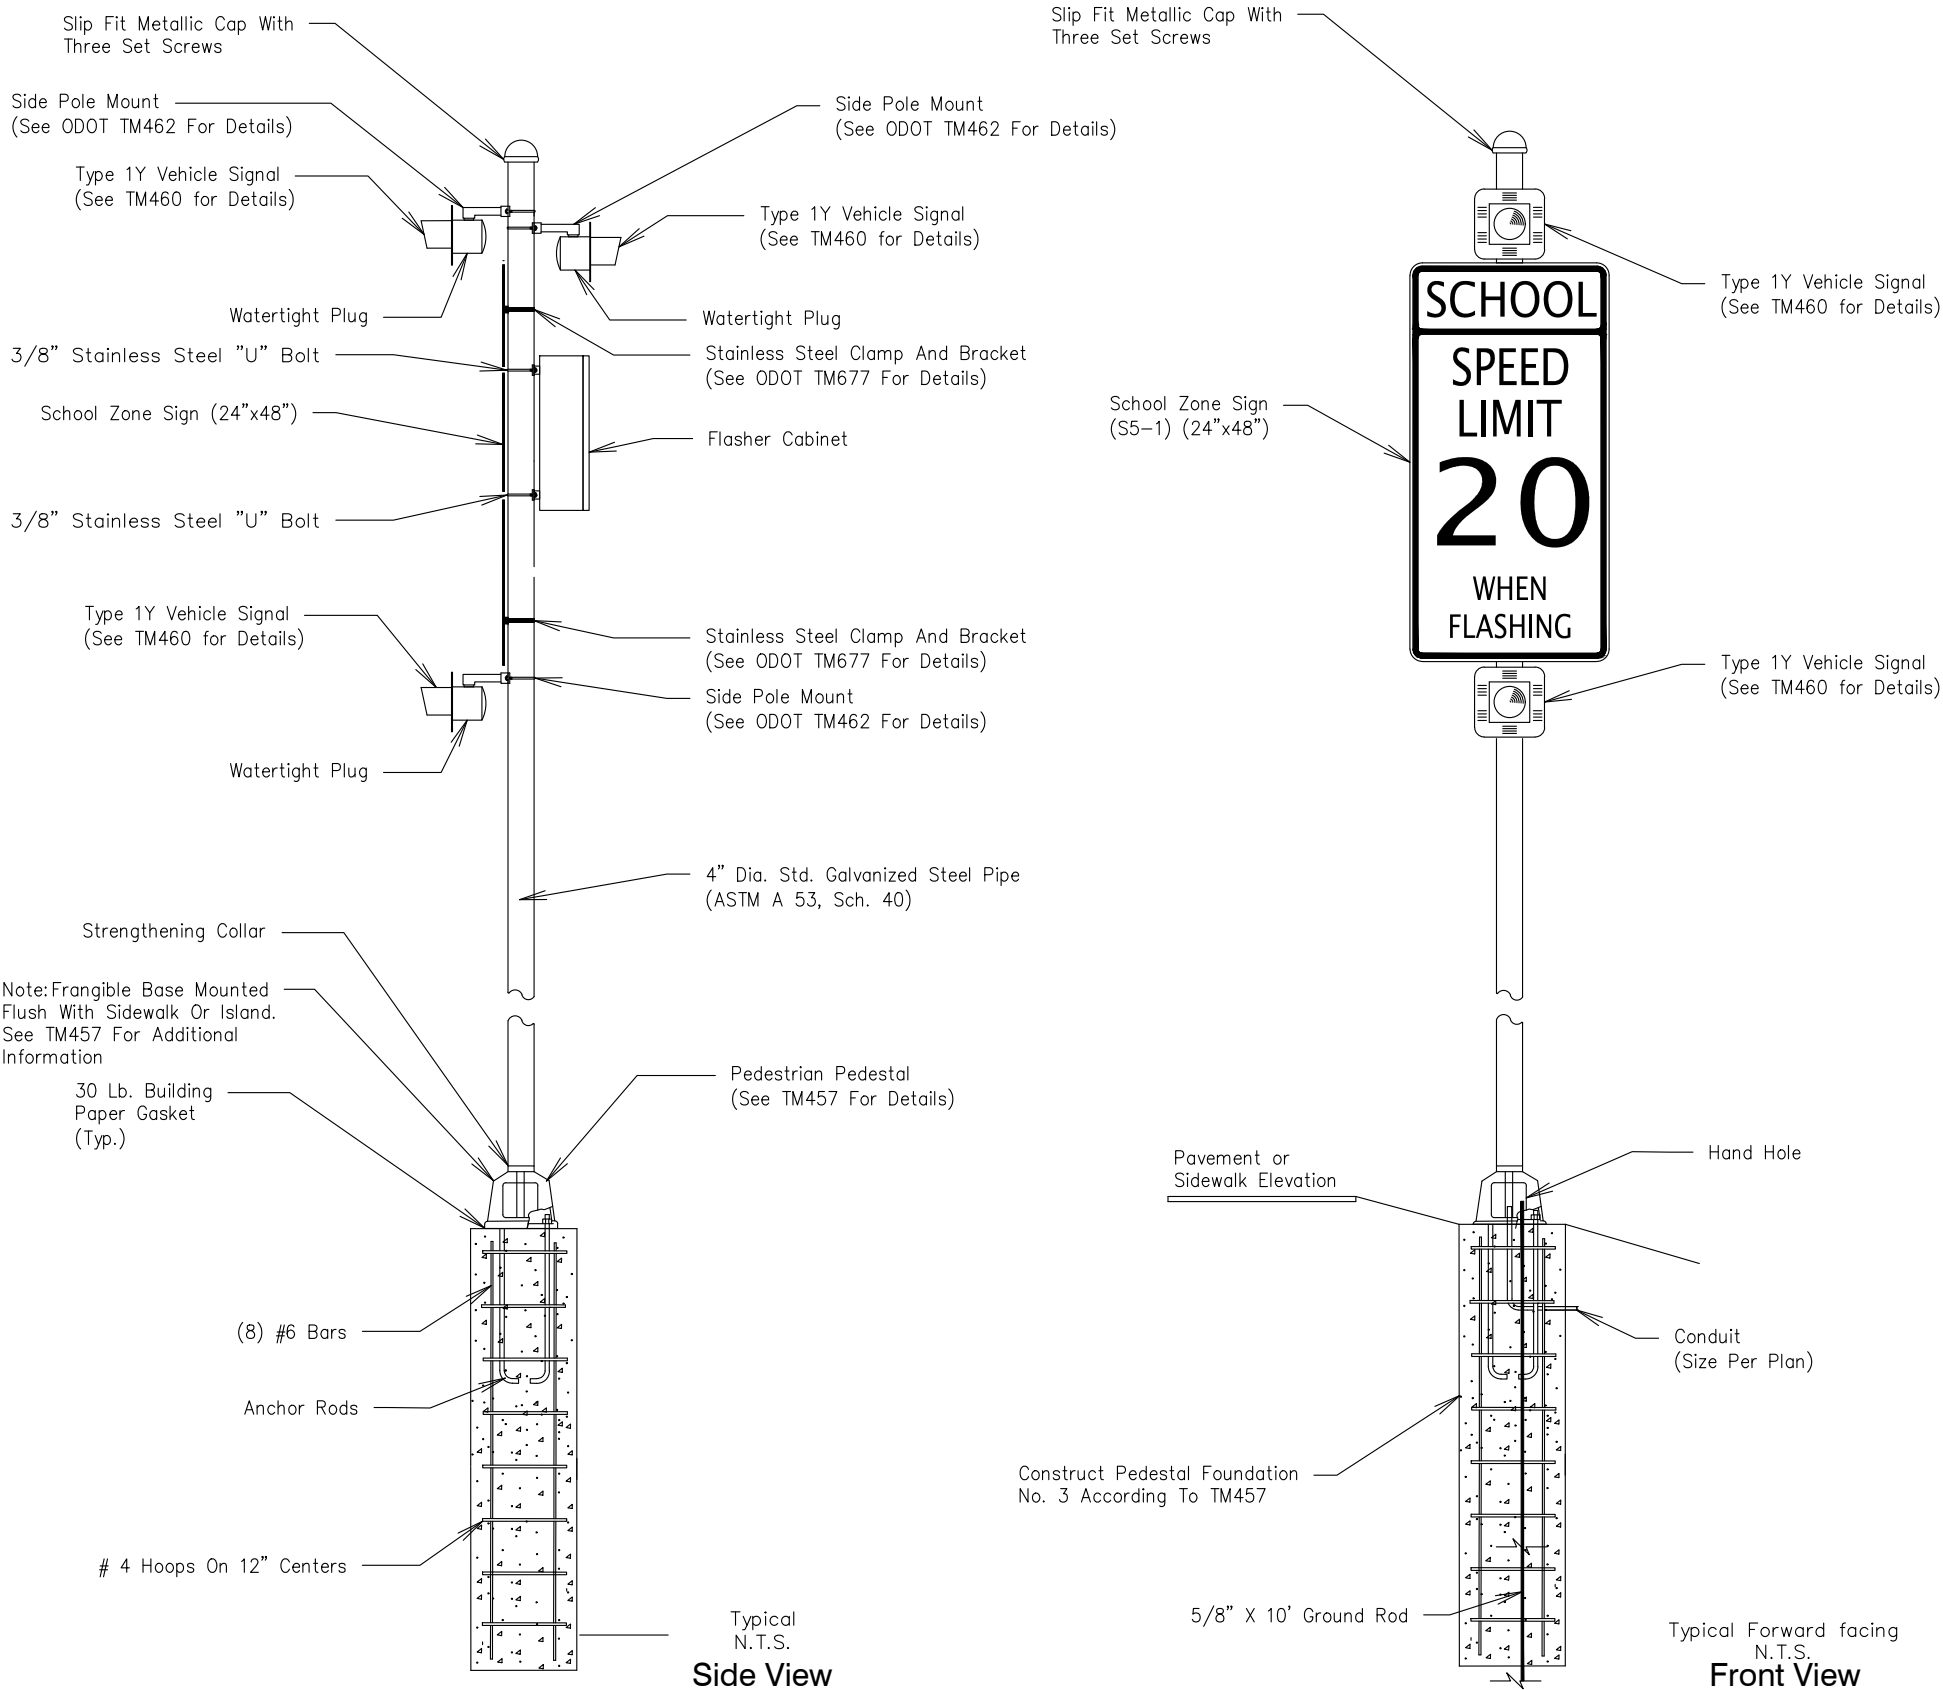 Slip Fit Metallic Cap With
Three Set Screws
Side Pole Mount
(See ODOT TM462 For Details)
Type 1Y Vehicle Signal
(See TM460 for Details)
Watertight Plug
3/8" Stainless Steel "U" Bolt
School Zone Sign (24"x48")
3/8" Stainless Steel "U" Bolt
Type 1Y Vehicle Signal
(See TM460 for Details)
Watertight Plug
Strengthening Collar
Note: Frangible Base Mounted
Flush With Sidewalk Or Island.
See TM457 For Additional
Information
30 Lb. Building
Paper Gasket
(Typ.)
(8) #6 Bars
Anchor Rods
# 4 Hoops On 12" Centers
Side Pole Mount
(See ODOT TM462 For Details)
Type 1Y Vehicle Signal
(See TM460 for Details)
Watertight Plug
Stainless Steel Clamp And Bracket
(See ODOT TM677 For Details)
Flasher Cabinet
Stainless Steel Clamp And Bracket
(See ODOT TM677 For Details)
Side Pole Mount
(See ODOT TM462 For Details)
4" Dia. Std. Galvanized Steel Pipe
(ASTM A 53, Sch. 40)
Pedestrian Pedestal
(See TM457 For Details)
Typical
N.T.S.
Side View
Slip Fit Metallic Cap With
Three Set Screws
Type 1Y Vehicle Signal
(See TM460 for Details)
School Zone Sign
(S5-1) (24"x48")
SCHOOL
SPEED
LIMIT
20
WHEN
FLASHING
Type 1Y Vehicle Signal
(See TM460 for Details)
Pavement or
Sidewalk Elevation
Hand Hole
Conduit
(Size Per Plan)
Construct Pedestal Foundation
No. 3 According To TM457
5/8" X 10' Ground Rod
Typical Forward facing
N.T.S.
Front View